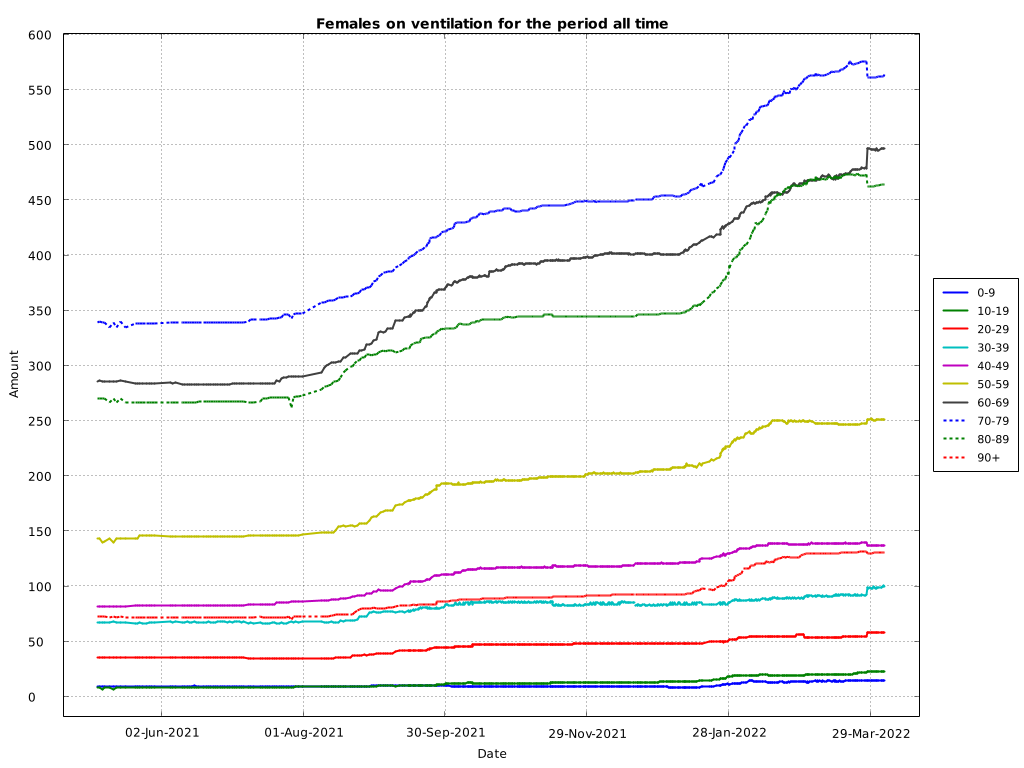 Females on ventilation for the period all time
600
550
500
450
400
350
300
250
200
150
100
50
0
Amount
02-Jun-2021
01-Aug-2021
30-Sep-2021
29-Nov-2021
28-Jan-2022
29-Mar-2022
Date
0-9
10-19
20-29
30-39
40-49
50-59
60-69
70-79
80-89
90+